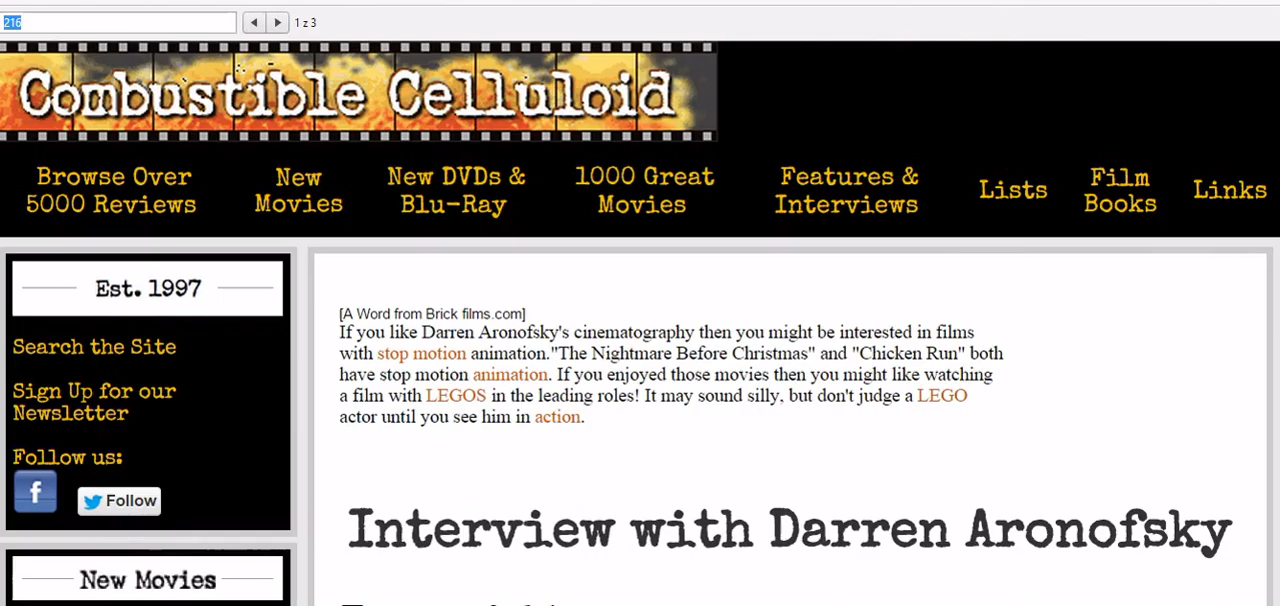 216
1 z 3
Combustible Celluloid
Browse Over
5000 Reviews
New
Movies
New DVDs &
Blu-Ray
1000 Great
Movies
Features &
Interviews
Lists
Film
Books
Links
Est. 1997
Search the Site
Sign Up for our
Newsletter
Follow us:
f
Follow
New Movies
[A Word from Brick films.com]
If you like Darren Aronofsky's cinematography then you might be interested in films
with stop motion animation."The Nightmare Before Christmas" and "Chicken Run" both
have stop motion animation. If you enjoyed those movies then you might like watching
a film with LEGOS in the leading roles! It may sound silly, but don't judge a LEGO
actor until you see him in action.
Interview with Darren Aronofsky